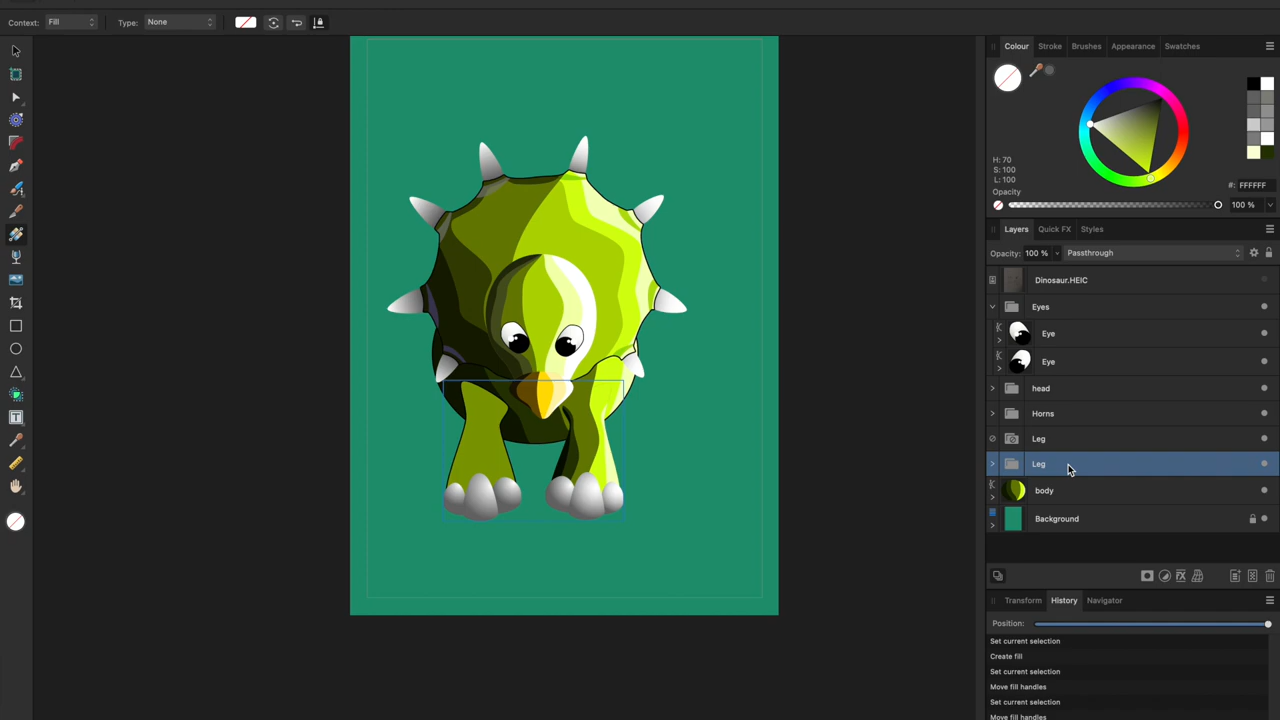 Context: Fill Type: None
Colour Stroke Brushes Appearance Swatches
H: 70
S: 100
L: 100
#: FFFFFF
Opacity
100 %
Layers Quick FX Styles
Opacity: 100 % Passthrough
Dinosaur.HEIC
Eyes
Eye
Eye
head
Horns
Leg
Leg
body
Background
Transform History Navigator
Position:
Set current selection
Create fill
Set current selection
Move fill handles
Set current selection
Move fill handles